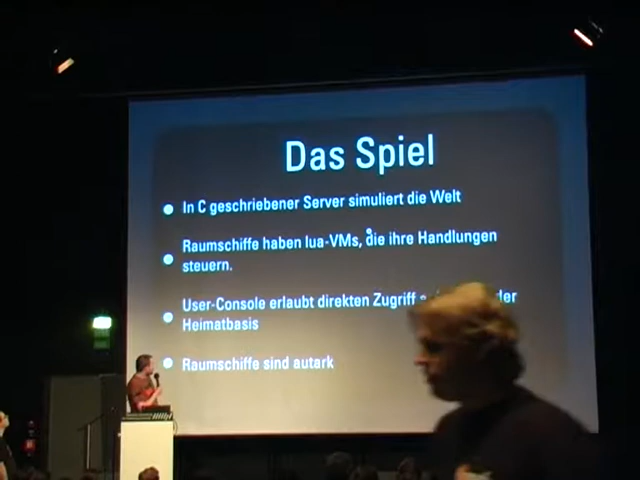 Das Spiel
In C geschriebener Server simuliert die Welt
Raumschiffe haben lua-VMs, die ihre Handlungen
steuern.
User-Console erlaubt direkten Zugriff der
Heimatbasis
Raumschiffe sind autark